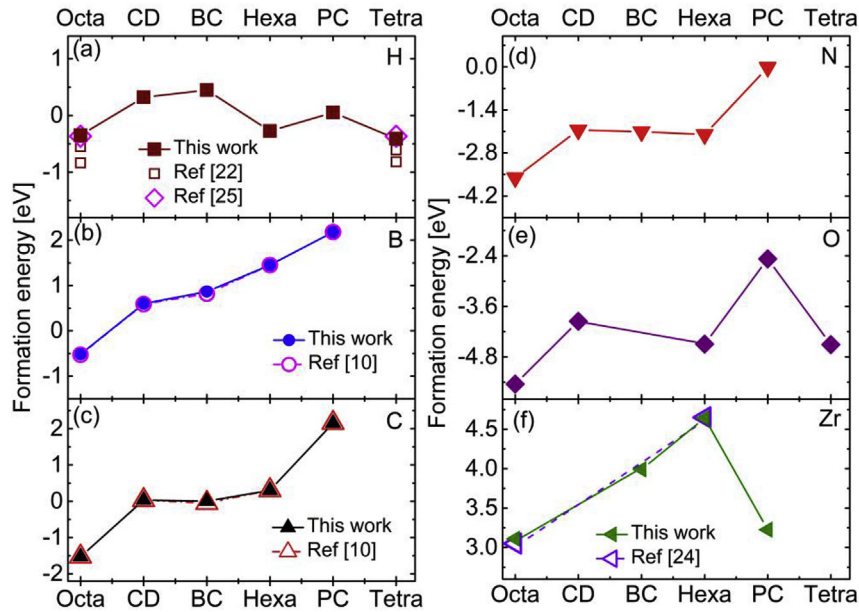 Octa CD BC Hexa PC Tetra
Octa CD BC Hexa PC Tetra
Formation energy [eV]
(a) H
1
0
-1
This work
Ref [22]
Ref [25]
(b) B
2
1
0
-1
This work
Ref [10]
(c) C
2
1
0
-1
-2
This work
Ref [10]
Octa CD BC Hexa PC Tetra
Formation energy [eV]
(d) N
0.0
-1.4
-2.8
-4.2
(e) O
-2.4
-3.6
-4.8
(f) Zr
4.5
4.0
3.5
3.0
This work
Ref [24]
Octa CD BC Hexa PC Tetra